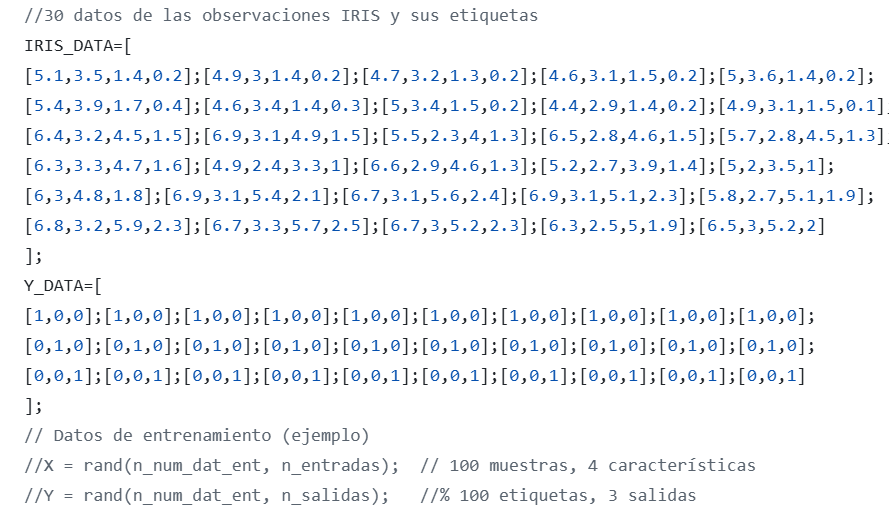 //30 datos de las observaciones IRIS y sus etiquetas
IRIS_DATA=[
[5.1,3.5,1.4,0.2];[4.9,3,1.4,0.2];[4.7,3.2,1.3,0.2];[4.6,3.1,1.5,0.2];[5,3.6,1.4,0.2];
[5.4,3.9,1.7,0.4];[4.6,3.4,1.4,0.3];[5,3.4,1.5,0.2];[4.4,2.9,1.4,0.2];[4.9,3.1,1.5,0.1];
[6.4,3.2,4.5,1.5];[6.9,3.1,4.9,1.5];[5.5,2.3,4,1.3];[6.5,2.8,4.6,1.5];[5.7,2.8,4.5,1.3];
[6.3,3.3,4.7,1.6];[4.9,2.4,3.3,1];[6.6,2.9,4.6,1.3];[5.2,2.7,3.9,1.4];[5,2,3.5,1];
[6,3,4.8,1.8];[6.9,3.1,5.4,2.1];[6.7,3.1,5.6,2.4];[6.9,3.1,5.1,2.3];[5.8,2.7,5.1,1.9];
[6.8,3.2,5.9,2.3];[6.7,3.3,5.7,2.5];[6.7,3,5.2,2.3];[6.3,2.5,5,1.9];[6.5,3,5.2,2]
];
Y_DATA=[
[1,0,0];[1,0,0];[1,0,0];[1,0,0];[1,0,0];[1,0,0];[1,0,0];[1,0,0];[1,0,0];[1,0,0];
[0,1,0];[0,1,0];[0,1,0];[0,1,0];[0,1,0];[0,1,0];[0,1,0];[0,1,0];[0,1,0];[0,1,0];
[0,0,1];[0,0,1];[0,0,1];[0,0,1];[0,0,1];[0,0,1];[0,0,1];[0,0,1];[0,0,1];[0,0,1]
];
// Datos de entrenamiento (ejemplo)
//X = rand(n_num_dat_ent, n_entradas);  // 100 muestras, 4 características
//Y = rand(n_num_dat_ent, n_salidas);   //% 100 etiquetas, 3 salidas